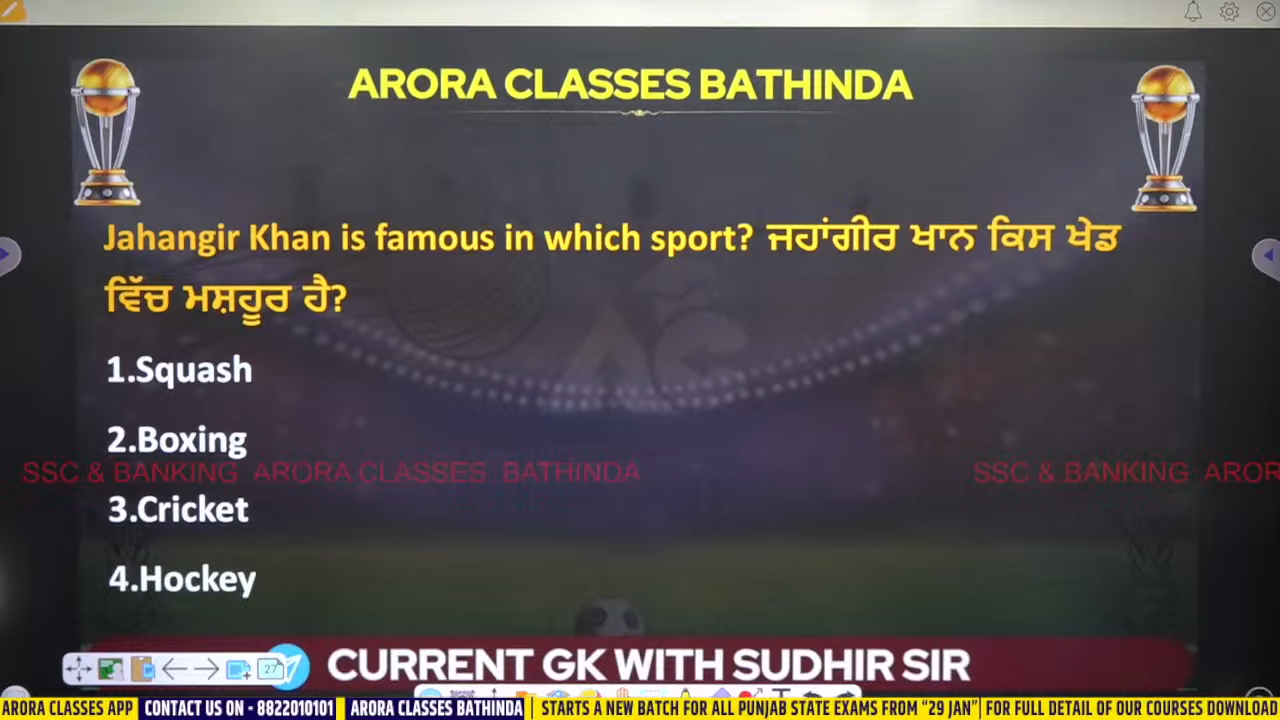 ARORA CLASSES BATHINDA
Jahangir Khan is famous in which sport? ਜਹਾਂਗੀਰ ਖਾਨ ਕਿਸ ਖੇਡ
ਵਿੱਚ ਮਸ਼ਹੂਰ ਹੈ?
1.Squash
2.Boxing
SSC & BANKING ARORA CLASSES BATHINDA SSC & BANKING AROR
3.Cricket
4.Hockey
27
CURRENT GK WITH SUDHIR SIR
ARORA CLASSES APP CONTACT US ON - 8822010101 ARORA CLASSES BATHINDA STARTS A NEW BATCH FOR ALL PUNJAB STATE EXAMS FROM “29 JAN” FOR FULL DETAIL OF OUR COURSES DOWNLOAD